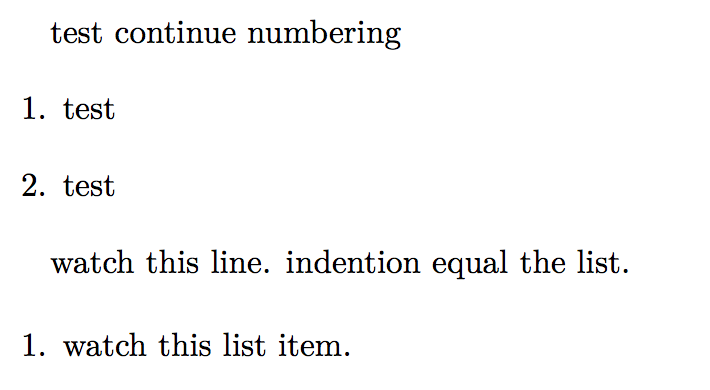 test continue numbering
1. test
2. test
watch this line. indention equal the list.
1. watch this list item.